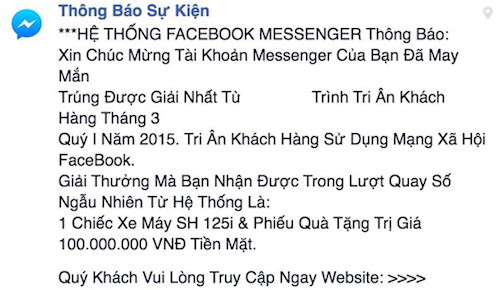 Thông Báo Sự Kiện
***HỆ THỐNG FACEBOOK MESSENGER Thông Báo:
Xin Chúc Mừng Tài Khoản Messenger Của Bạn Đã May
Mắn
Trúng Được Giải Nhất Từ Trình Tri Ân Khách
Hàng Tháng 3
Quý I Năm 2015. Tri Ân Khách Hàng Sử Dụng Mạng Xã Hội
FaceBook.
Giải Thưởng Mà Bạn Nhận Được Trong Lượt Quay Số
Ngẫu Nhiên Từ Hệ Thống Là:
1 Chiếc Xe Máy SH 125i & Phiếu Quà Tặng Trị Giá
100.000.000 VNĐ Tiền Mặt.
Quý Khách Vui Lòng Truy Cập Ngay Website: >>>>